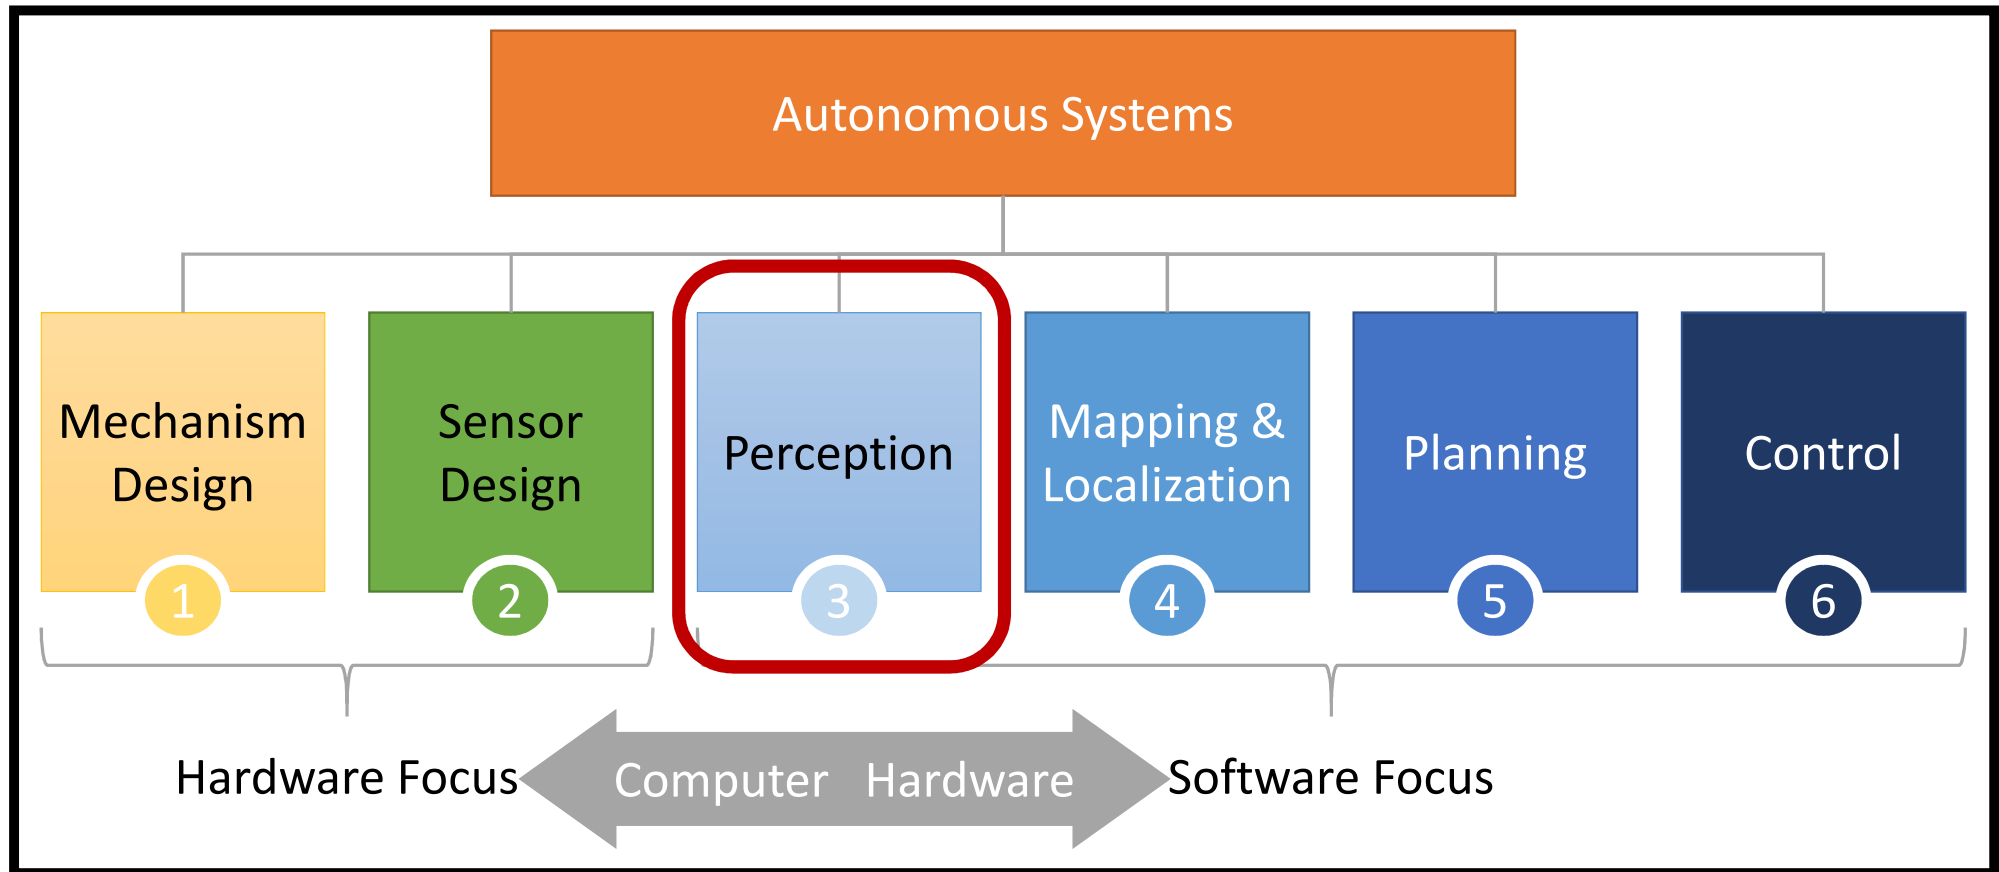 Autonomous Systems
Mechanism
Design
1
Sensor
Design
2
Perception
3
Mapping &
Localization
4
Planning
5
Control
6
Hardware Focus
Computer Hardware
Software Focus